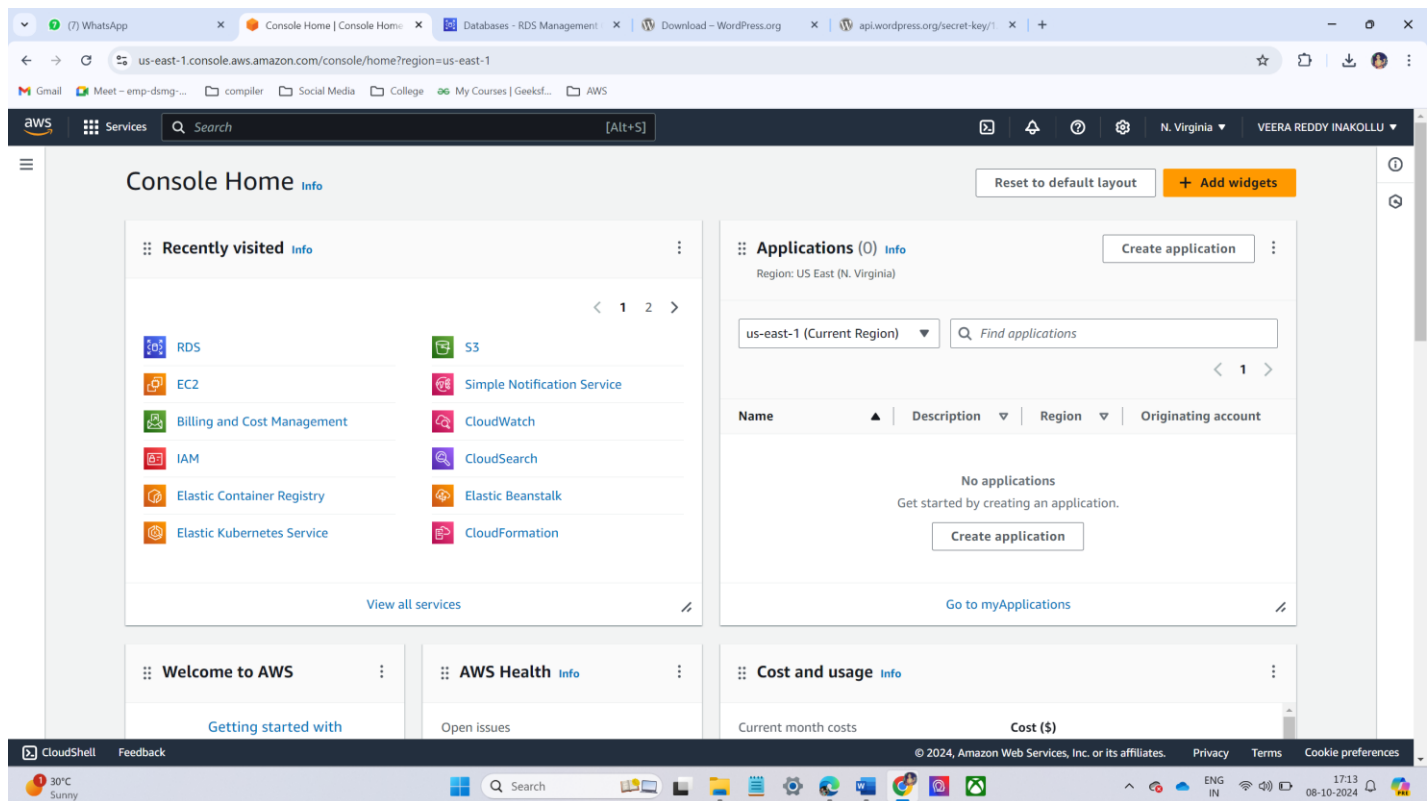 (7) WhatsApp
Console Home | Console Home
Databases - RDS Management
Download – WordPress.org
api.wordpress.org/secret-key/1
us-east-1.console.aws.amazon.com/console/home?region=us-east-1
Gmail
Meet – emp-dsmg-...
compiler
Social Media
College
My Courses | Geeksf...
AWS
aws
Services
Search
[Alt+S]
N. Virginia
VEERA REDDY INAKOLLU
Console Home Info
Reset to default layout
+ Add widgets
Recently visited Info
1 2
RDS
EC2
Billing and Cost Management
IAM
Elastic Container Registry
Elastic Kubernetes Service
S3
Simple Notification Service
CloudWatch
CloudSearch
Elastic Beanstalk
CloudFormation
View all services
Applications (0) Info
Region: US East (N. Virginia)
Create application
us-east-1 (Current Region)
Find applications
1
Name
Description
Region
Originating account
No applications
Get started by creating an application.
Create application
Go to myApplications
Welcome to AWS
Getting started with
AWS Health Info
Open issues
Cost and usage Info
Current month costs
Cost ($)
CloudShell
Feedback
© 2024, Amazon Web Services, Inc. or its affiliates.
Privacy
Terms
Cookie preferences
1
30°C
Sunny
Search
ENG
IN
17:13
08-10-2024
PRE